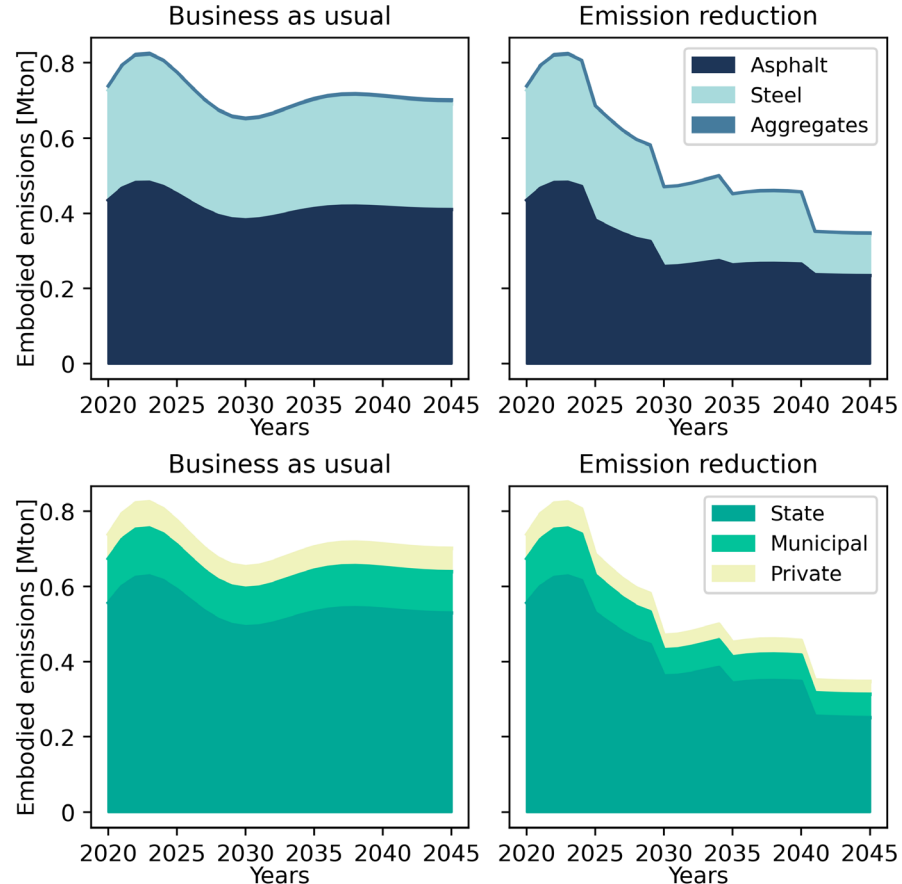 Business as usual
Emission reduction
Embodied emissions [Mton]
0.8
0.6
0.4
0.2
0
Asphalt
Steel
Aggregates
2020 2025 2030 2035 2040 2045
Years
2020 2025 2030 2035 2040 2045
Years
Business as usual
Emission reduction
Embodied emissions [Mton]
0.8
0.6
0.4
0.2
0
State
Municipal
Private
2020 2025 2030 2035 2040 2045
Years
2020 2025 2030 2035 2040 2045
Years